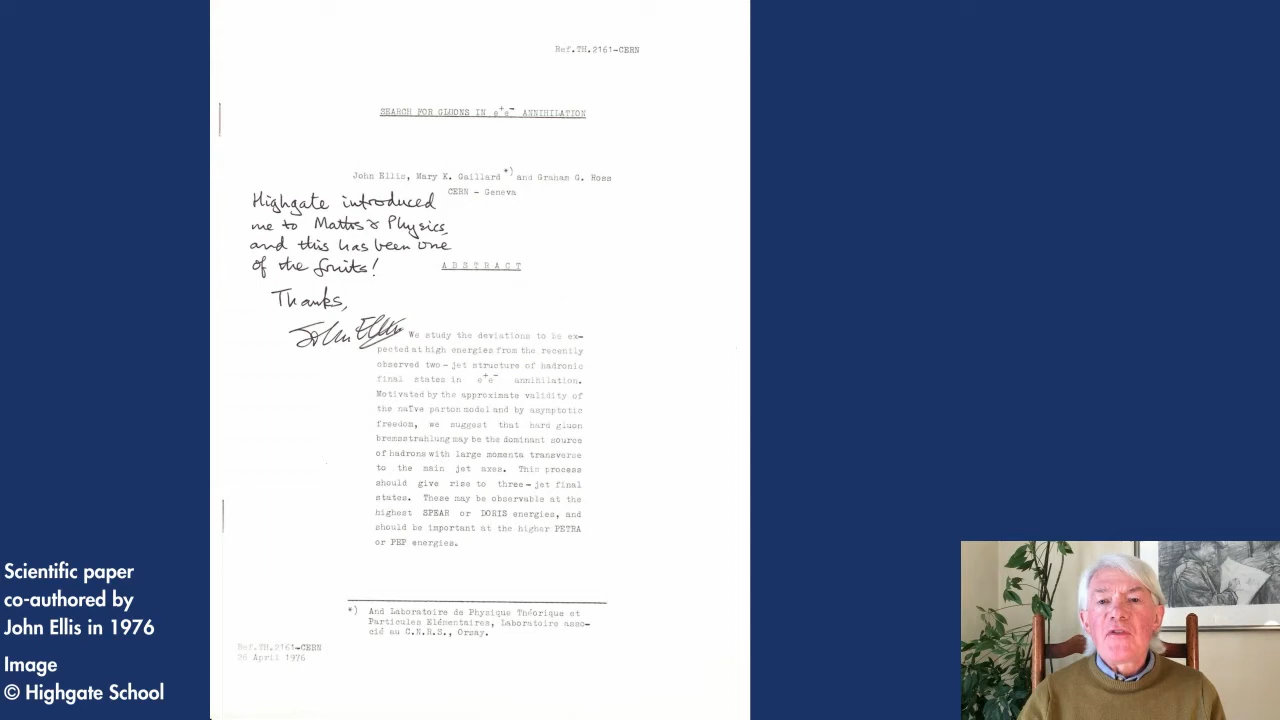 Ref.TH.2161-CERN
SEARCH FOR GLUONS IN e+e- ANNIHILATION
John Ellis, Mary K. Gaillard *) and Graham G. Ross
CERN - Geneva
Highgate introduced
me to Maths & Physics,
and this has been one
of the fruits!
Thanks,
John Ellis
ABSTRACT
We study the deviations to be ex-
pected at high energies from the recently
observed two-jet structure of hadronic
final states in e+e- annihilation.
Motivated by the approximate validity of
the naïve parton model and by asymptotic
freedom, we suggest that hard gluon
bremsstrahlung may be the dominant source
of hadrons with large momenta transverse
to the main jet axes. This process
should give rise to three-jet final
states. These may be observable at the
highest SPEAR or DORIS energies, and
should be important at the higher PETRA
or PEP energies.
*) And Laboratoire de Physique Théorique et
Particules Elémentaires, Laboratoire asso-
cié au C.N.R.S., Orsay.
Ref.TH.2161-CERN
26 April 1976
Scientific paper
co-authored by
John Ellis in 1976
Image
© Highgate School